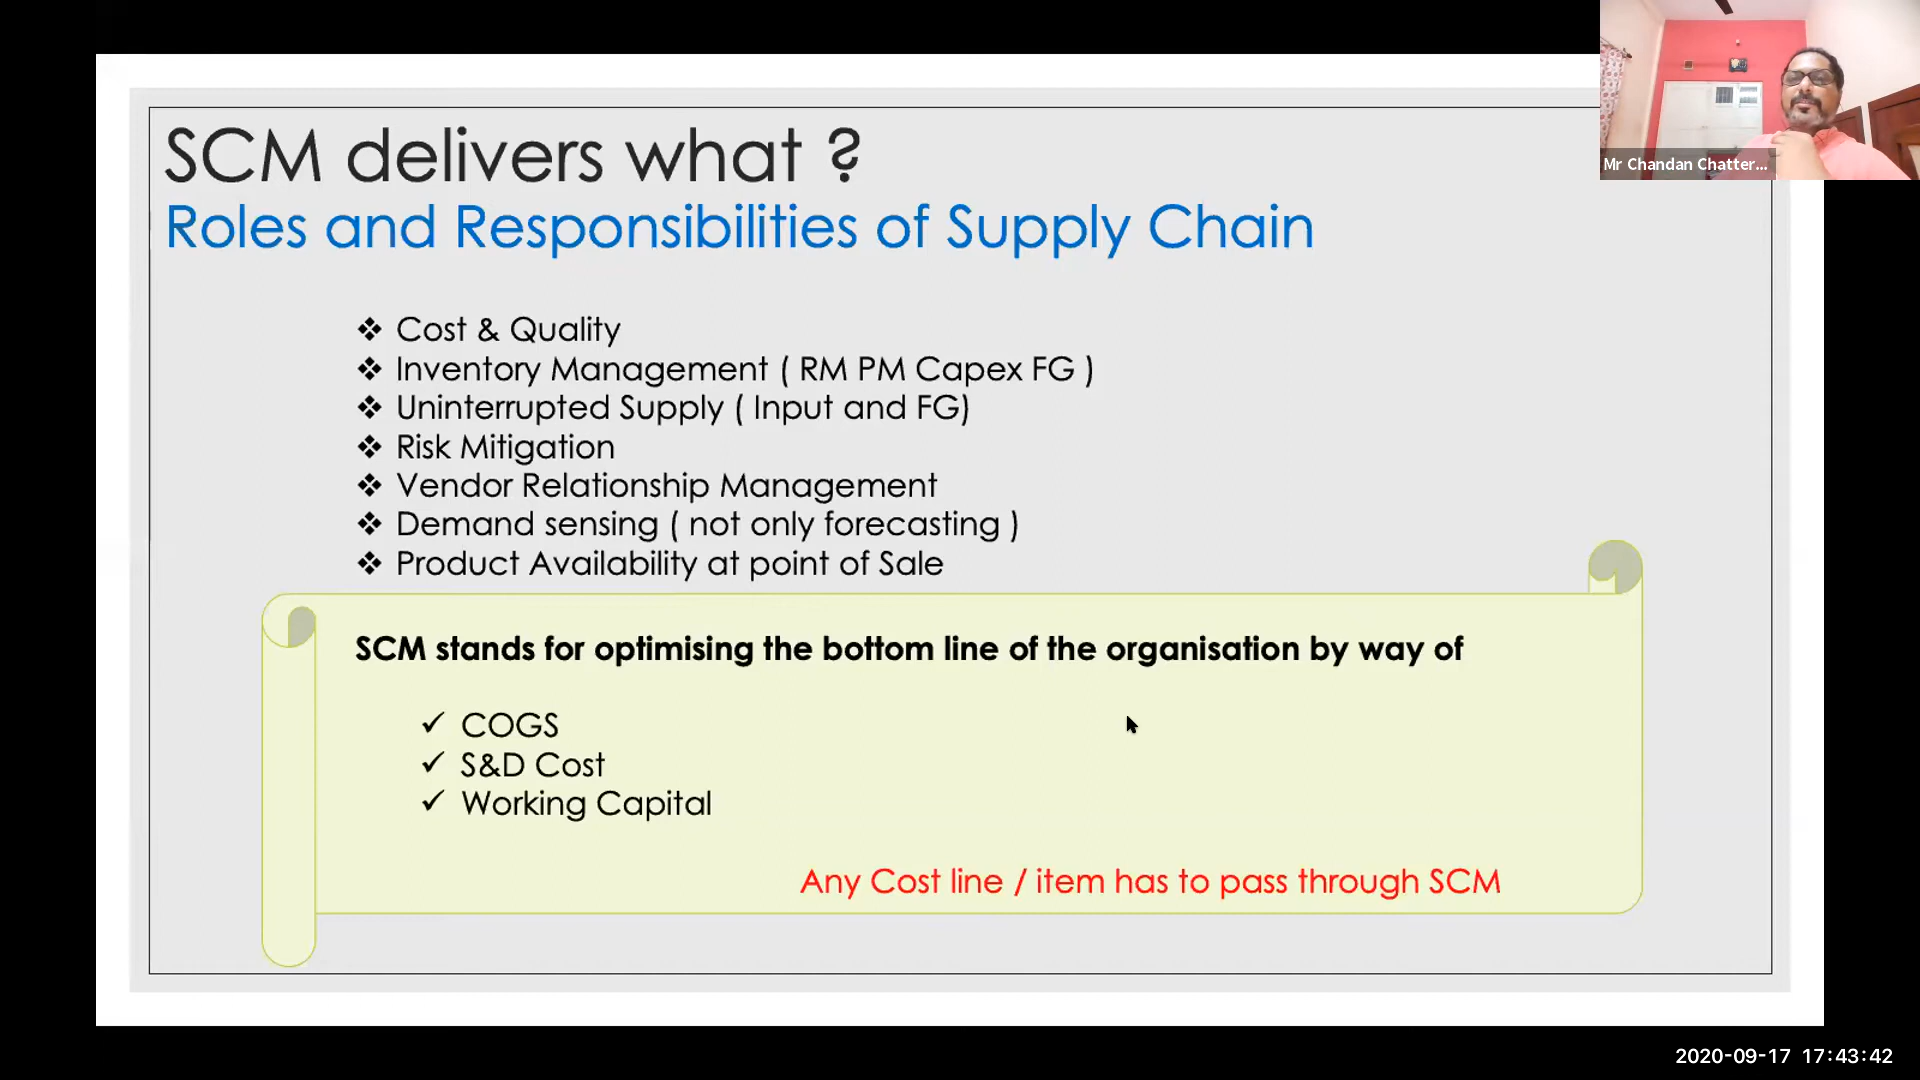 SCM delivers what ?
Roles and Responsibilities of Supply Chain
Mr Chandan Chatter...
❖ Cost & Quality
❖ Inventory Management ( RM PM Capex FG )
❖ Uninterrupted Supply ( Input and FG)
❖ Risk Mitigation
❖ Vendor Relationship Management
❖ Demand sensing ( not only forecasting )
❖ Product Availability at point of Sale
SCM stands for optimising the bottom line of the organisation by way of
✓ COGS
✓ S&D Cost
✓ Working Capital
Any Cost line / item has to pass through SCM
2020-09-17 17:43:42